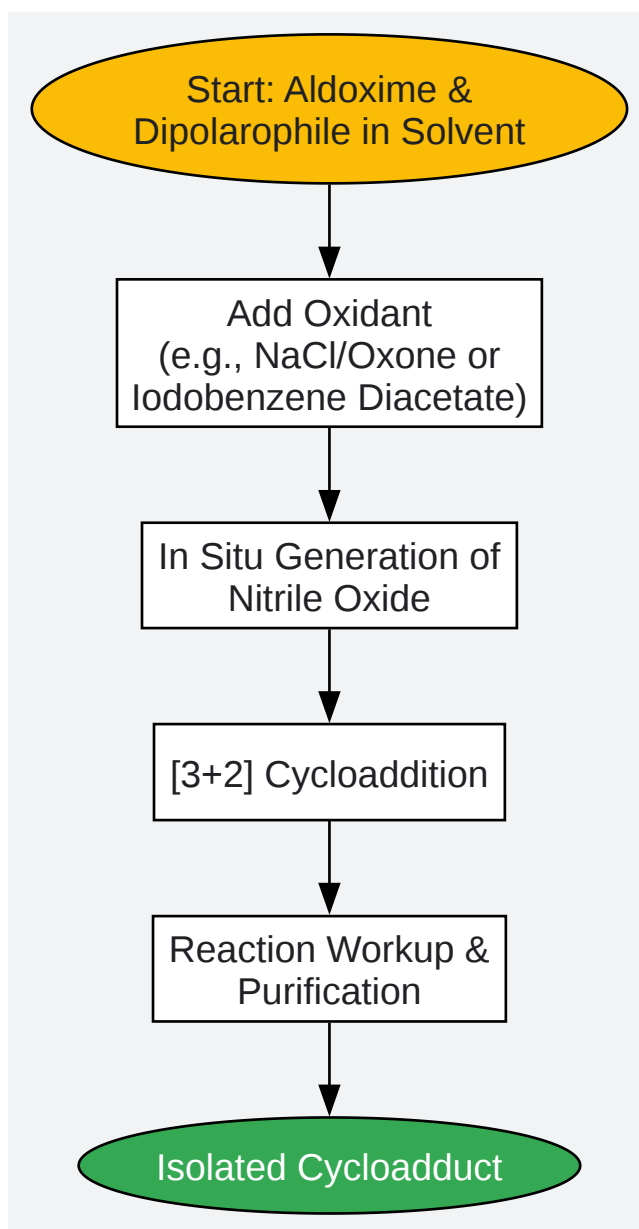 Start: Aldoxime &
Dipolarophile in Solvent
Add Oxidant
(e.g., NaCl/Oxone or
Iodobenzene Diacetate)
In Situ Generation of
Nitrile Oxide
[3+2] Cycloaddition
Reaction Workup &
Purification
Isolated Cycloadduct